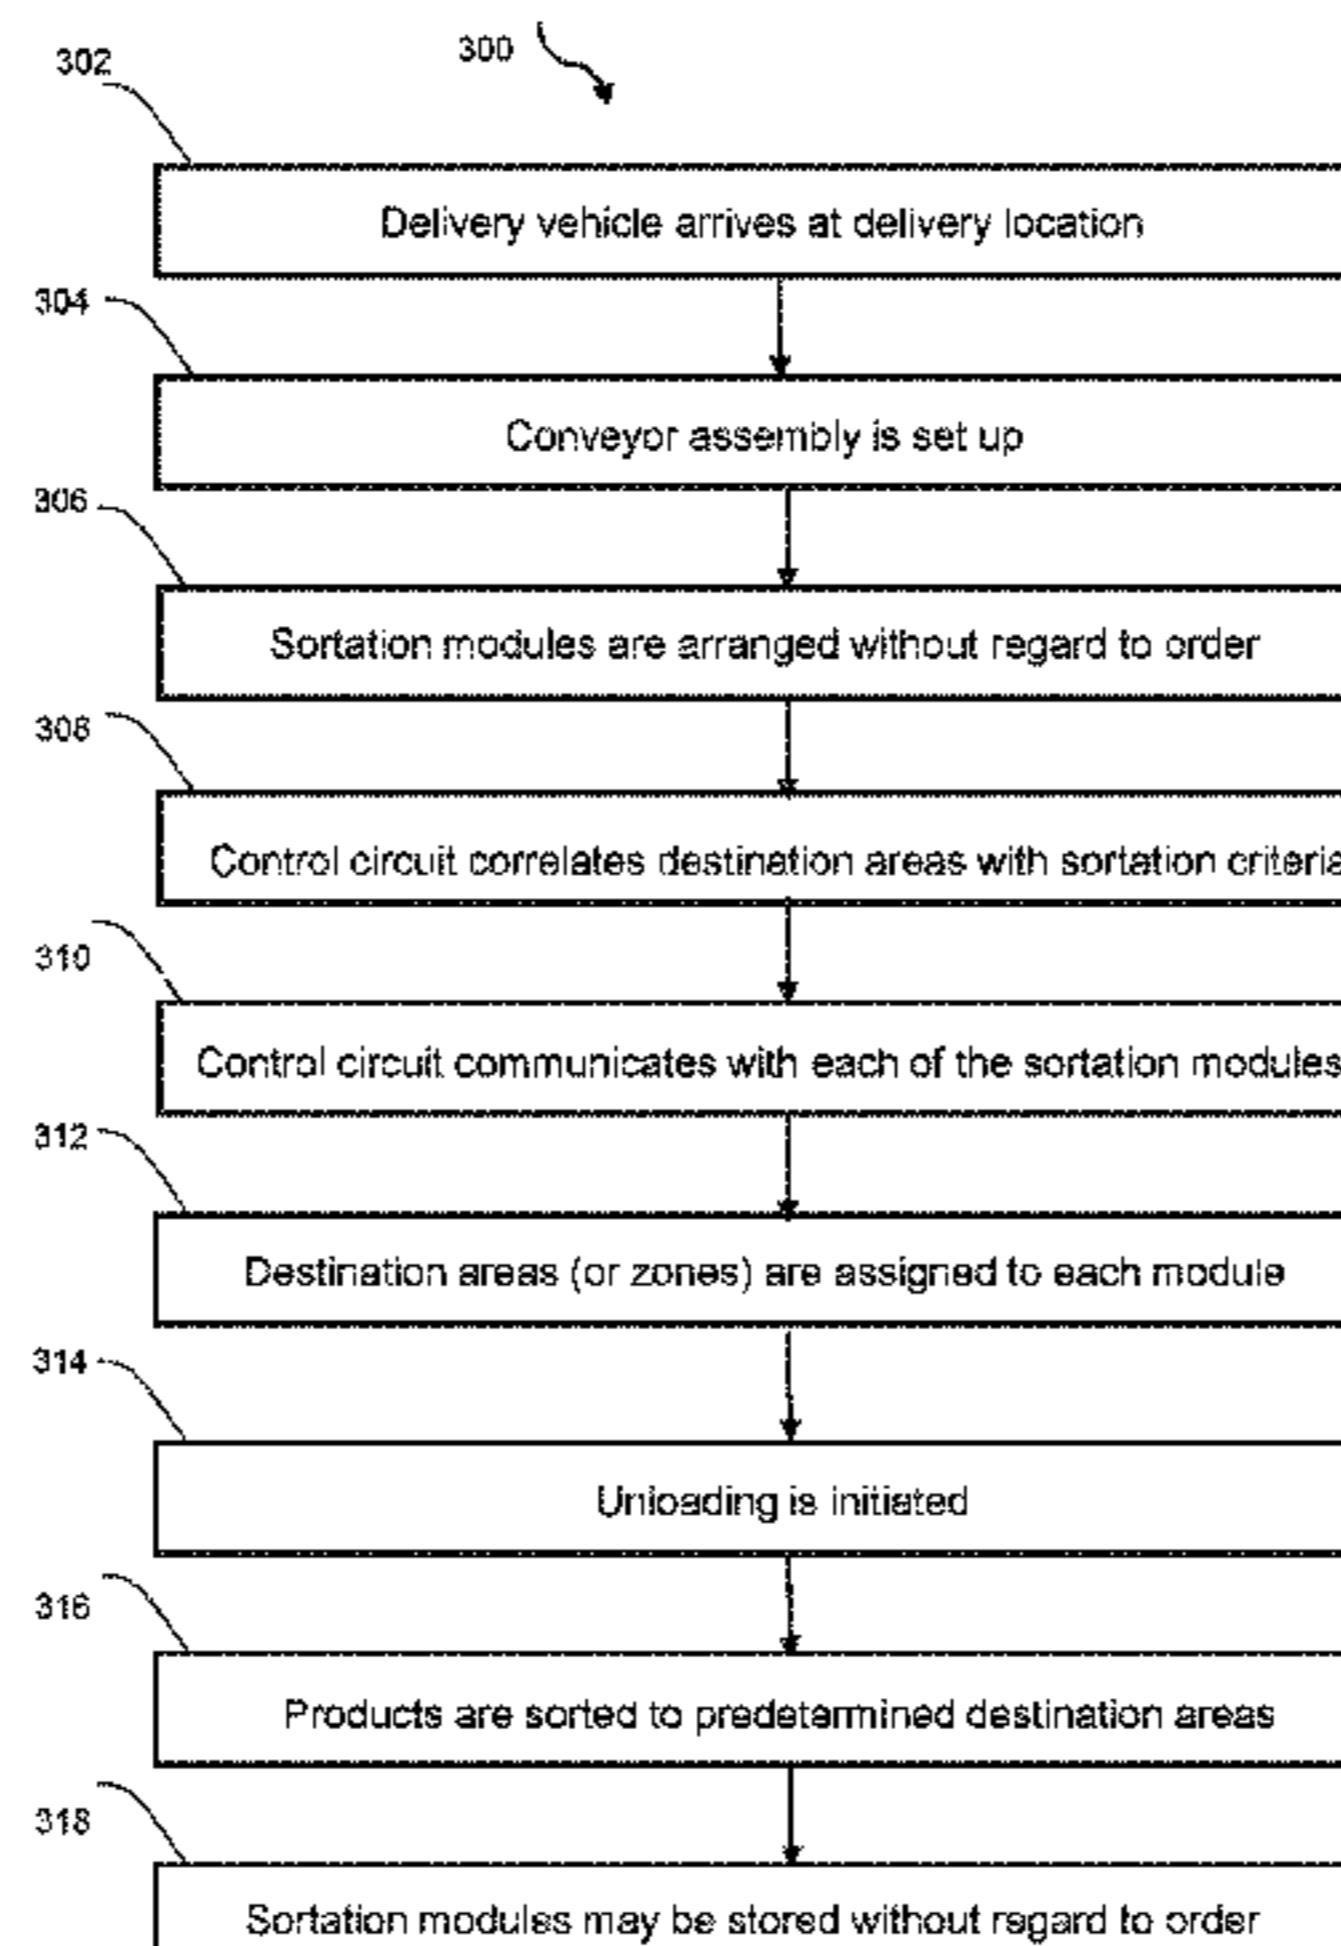 300
302
Delivery vehicle arrives at delivery location
304
Conveyor assembly is set up
306
Sortation modules are arranged without regard to order
308
Control circuit correlates destination areas with sortation criteria
310
Control circuit communicates with each of the sortation modules
312
Destination areas (or zones) are assigned to each module
314
Unloading is initiated
316
Products are sorted to predetermined destination areas
318
Sortation modules may be stored without regard to order